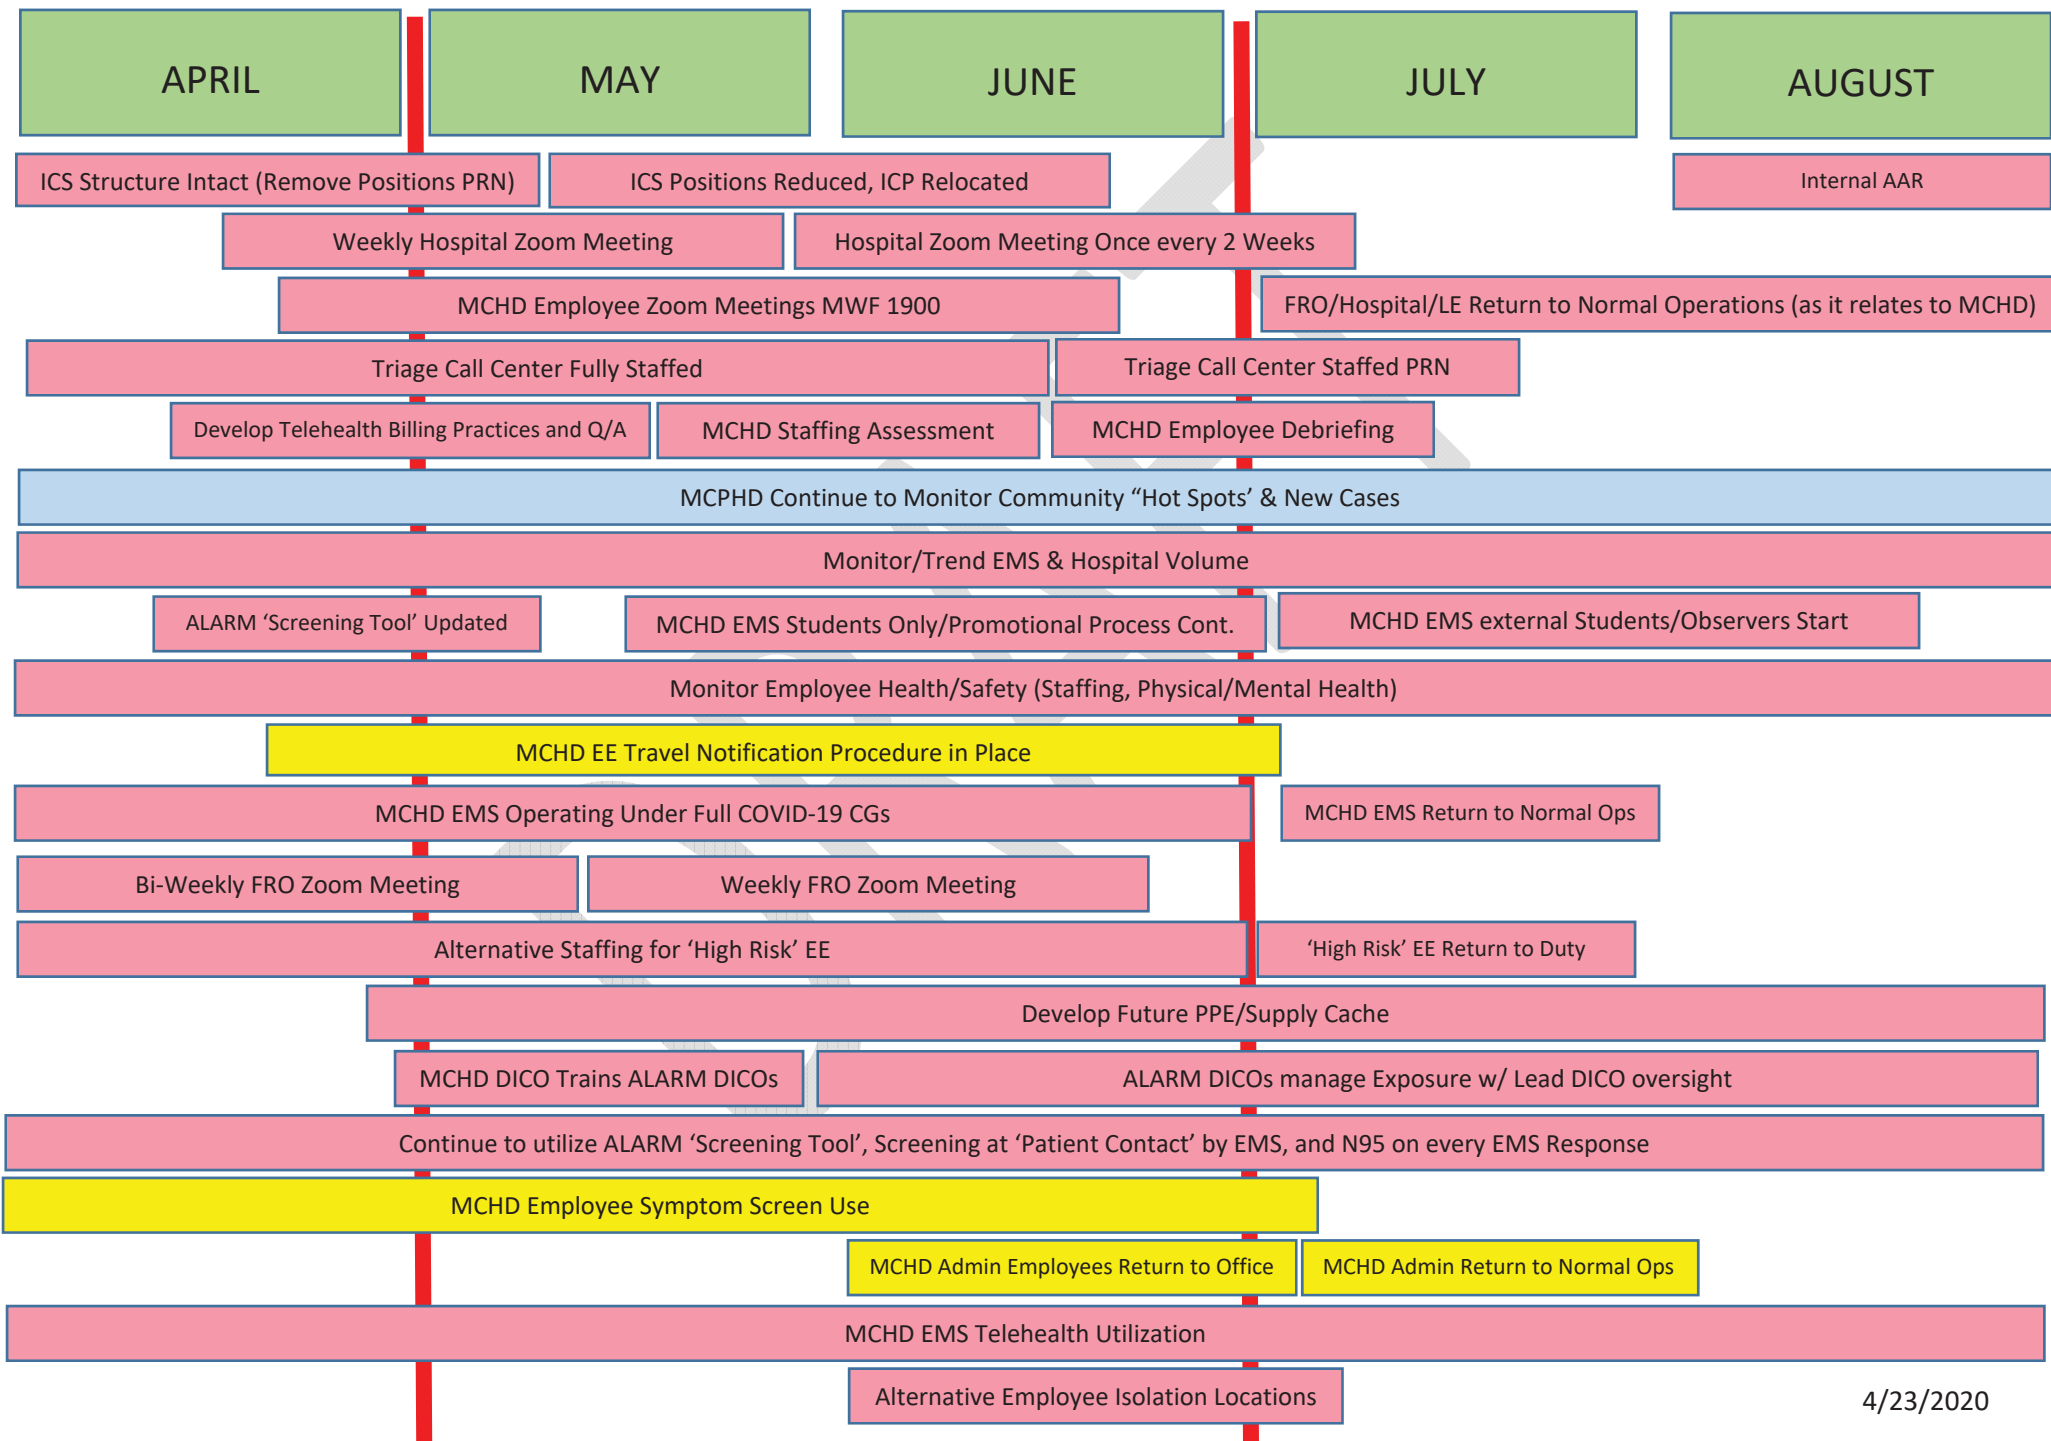 APRIL
MAY
JUNE
JULY
AUGUST
ICS Structure Intact (Remove Positions PRN)
ICS Positions Reduced, ICP Relocated
Internal AAR
Weekly Hospital Zoom Meeting
Hospital Zoom Meeting Once every 2 Weeks
MCHD Employee Zoom Meetings MWF 1900
FRO/Hospital/LE Return to Normal Operations (as it relates to MCHD)
Triage Call Center Fully Staffed
Triage Call Center Staffed PRN
Develop Telehealth Billing Practices and Q/A
MCHD Staffing Assessment
MCHD Employee Debriefing
MCPHD Continue to Monitor Community “Hot Spots’ & New Cases
Monitor/Trend EMS & Hospital Volume
ALARM ‘Screening Tool’ Updated
MCHD EMS Students Only/Promotional Process Cont.
MCHD EMS external Students/Observers Start
Monitor Employee Health/Safety (Staffing, Physical/Mental Health)
MCHD EE Travel Notification Procedure in Place
MCHD EMS Operating Under Full COVID-19 CGs
MCHD EMS Return to Normal Ops
Bi-Weekly FRO Zoom Meeting
Weekly FRO Zoom Meeting
Alternative Staffing for ‘High Risk’ EE
‘High Risk’ EE Return to Duty
Develop Future PPE/Supply Cache
MCHD DICO Trains ALARM DICOs
ALARM DICOs manage Exposure w/ Lead DICO oversight
Continue to utilize ALARM ‘Screening Tool’, Screening at ‘Patient Contact’ by EMS, and N95 on every EMS Response
MCHD Employee Symptom Screen Use
MCHD Admin Employees Return to Office
MCHD Admin Return to Normal Ops
MCHD EMS Telehealth Utilization
Alternative Employee Isolation Locations
4/23/2020